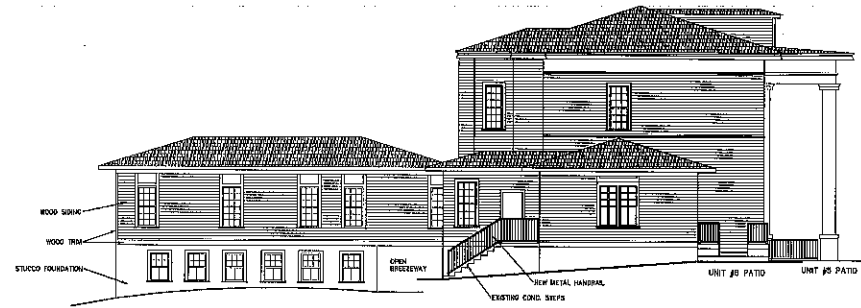 WOOD SIDING
WOOD TRIM
STUCCO FOUNDATION
OPEN
BREEZEWAY
NEW METAL HANDRAIL
EXISTING CONC. STEPS
UNIT #8 PATIO
UNIT #5 PATIO